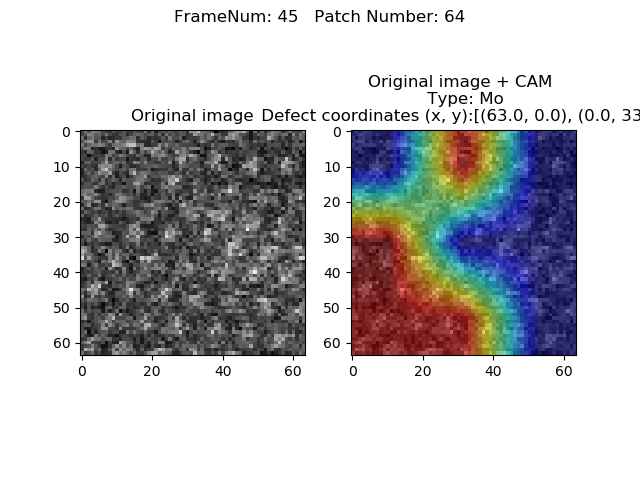 FrameNum: 45   Patch Number: 64
Original image + CAM
Type: Mo
Original image
Defect coordinates (x, y):[(63.0, 0.0), (0.0, 33
0
10
20
30
40
50
60
0 20 40 60
0
10
20
30
40
50
60
0 20 40 60